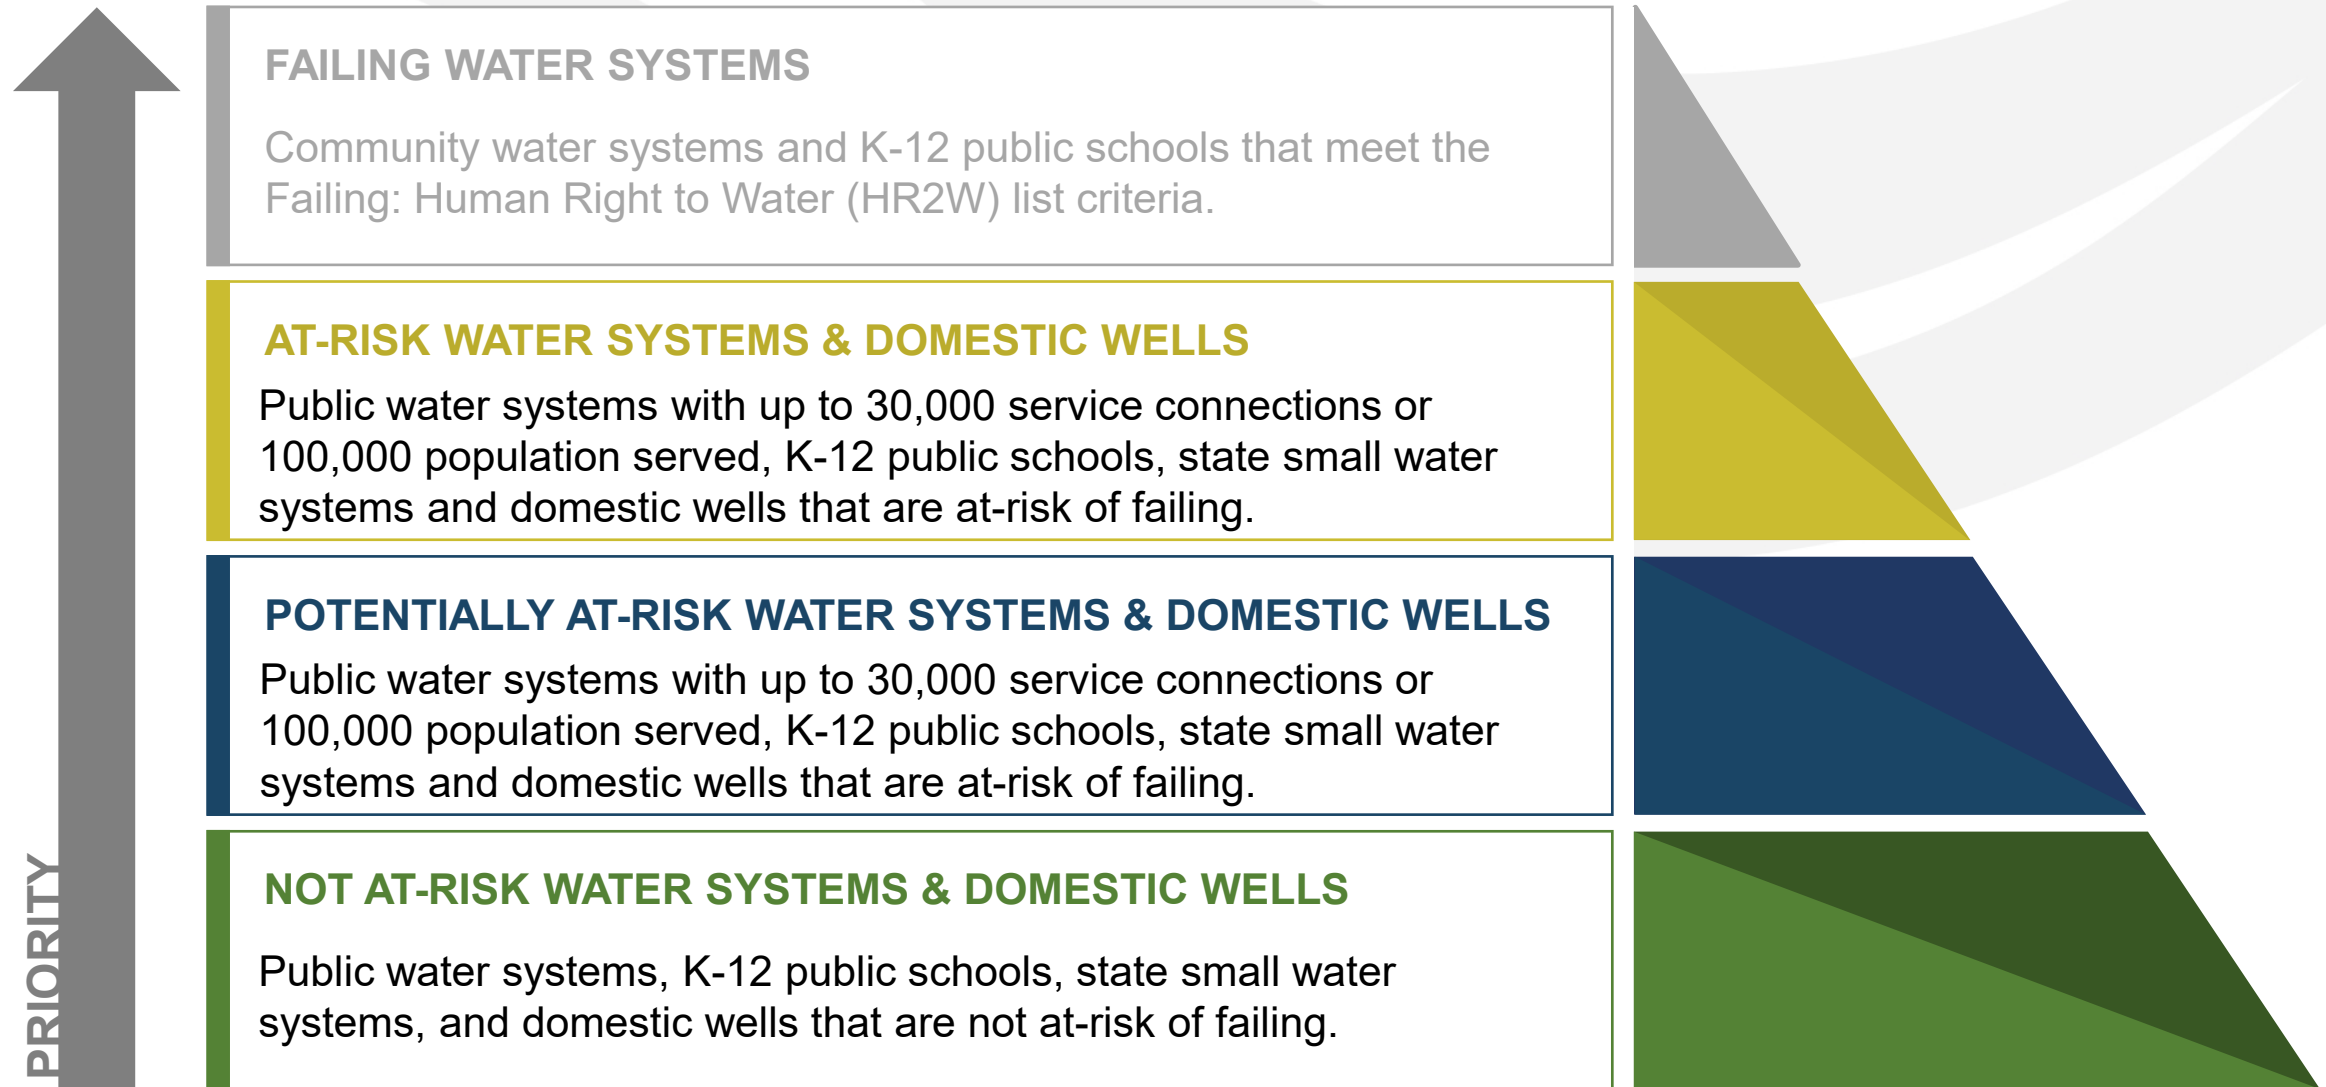 FAILING WATER SYSTEMS
Community water systems and K-12 public schools that meet the
Failing: Human Right to Water (HR2W) list criteria.
AT-RISK WATER SYSTEMS & DOMESTIC WELLS
Public water systems with up to 30,000 service connections or
100,000 population served, K-12 public schools, state small water
systems and domestic wells that are at-risk of failing.
POTENTIALLY AT-RISK WATER SYSTEMS & DOMESTIC WELLS
Public water systems with up to 30,000 service connections or
100,000 population served, K-12 public schools, state small water
systems and domestic wells that are at-risk of failing.
NOT AT-RISK WATER SYSTEMS & DOMESTIC WELLS
Public water systems, K-12 public schools, state small water
systems, and domestic wells that are not at-risk of failing.
PRIORITY